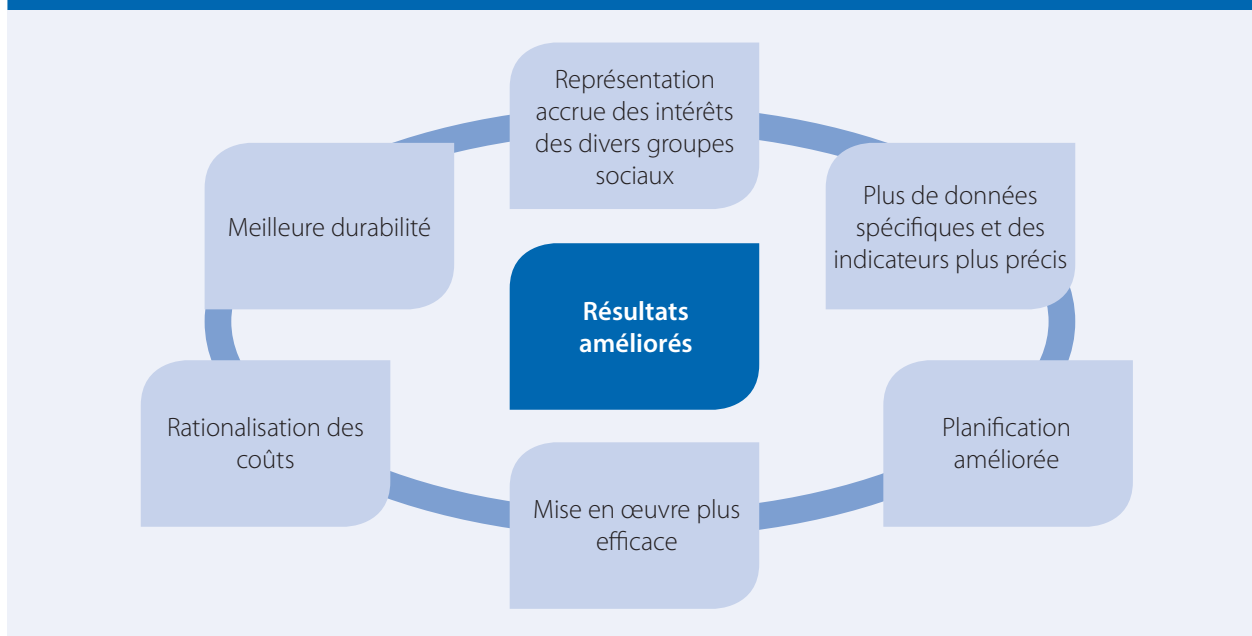 Représentation
accrue des intérêts
des divers groupes
sociaux
Plus de données
spécifiques et des
indicateurs plus précis
Planification
améliorée
Mise en œuvre plus
efficace
Rationalisation des
coûts
Meilleure durabilité
Résultats
améliorés